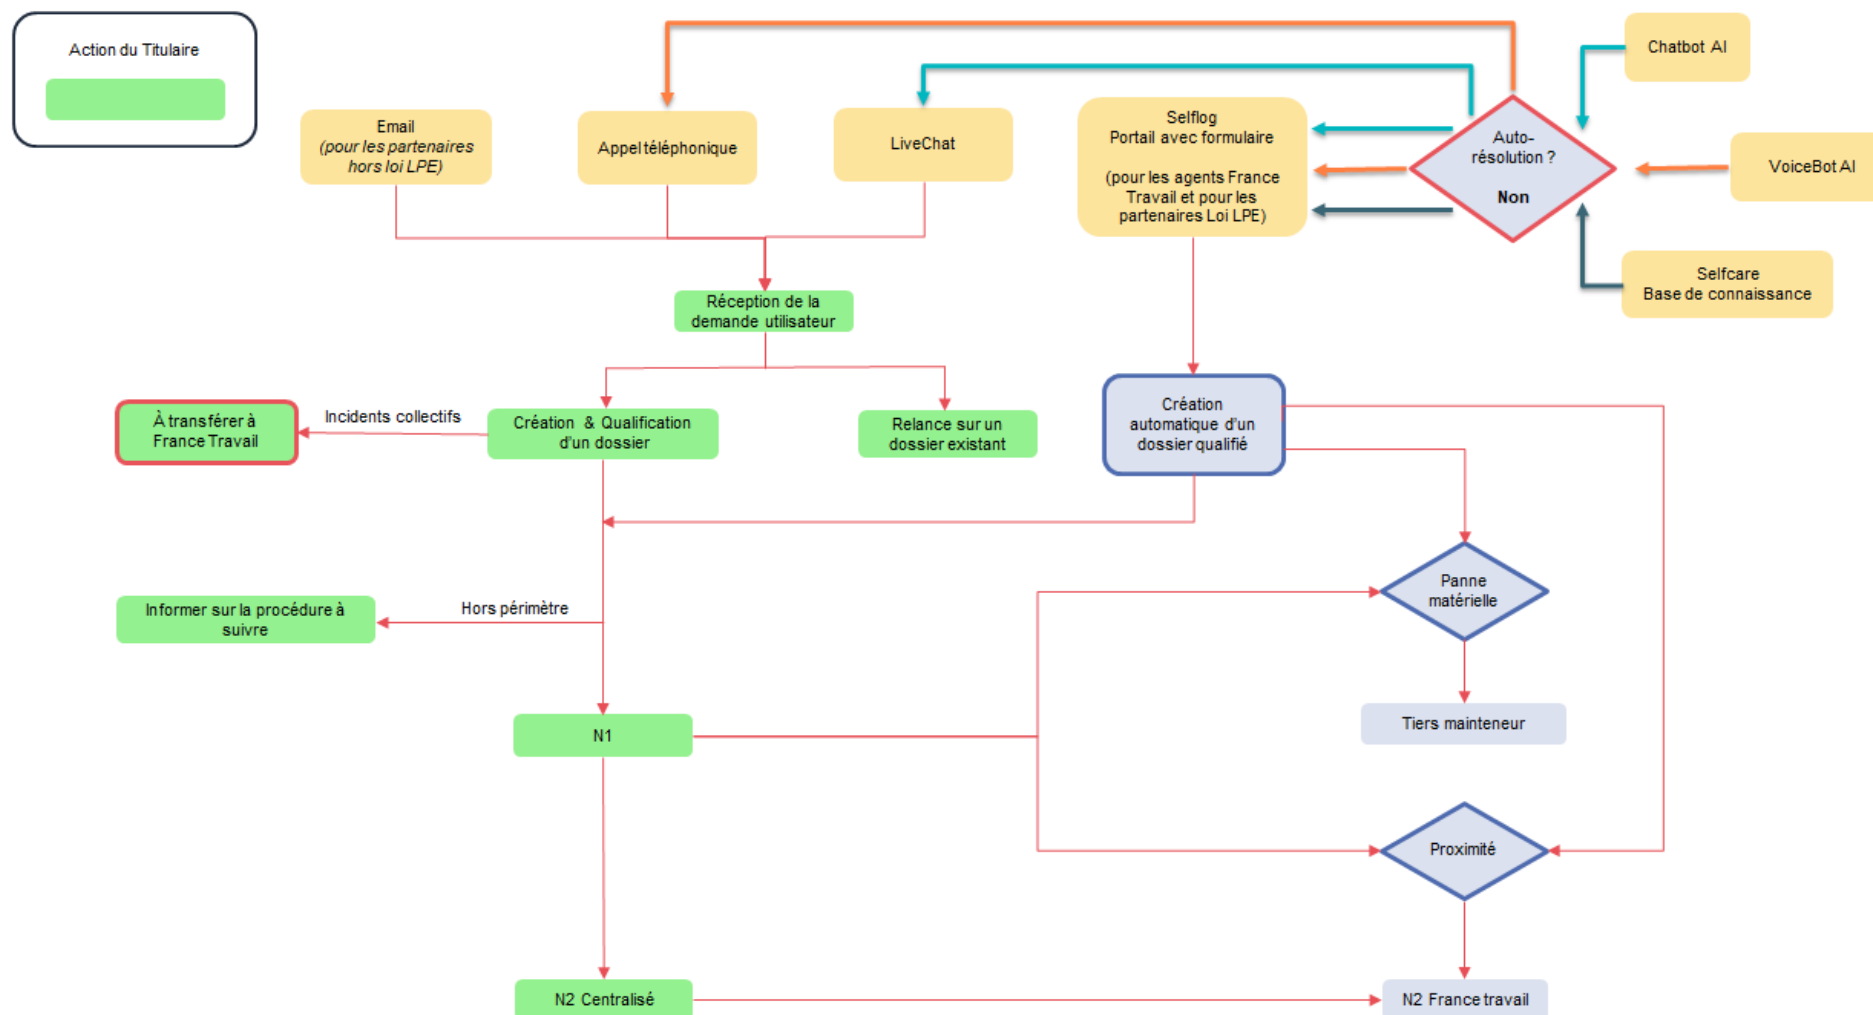 Action du Titulaire
Email
(pour les partenaires
hors loi LPE)
Appel téléphonique
LiveChat
Selflog
Portail avec formulaire
(pour les agents France
Travail et pour les
partenaires Loi LPE)
Auto-
résolution ?
Non
Chatbot AI
VoiceBot AI
Selfcare
Base de connaissance
Réception de la
demande utilisateur
À transférer à
France Travail
Incidents collectifs
Création & Qualification
d'un dossier
Relance sur un
dossier existant
Création
automatique d'un
dossier qualifié
Panne
matérielle
Informer sur la procédure à
suivre
Hors périmètre
N1
Tiers mainteneur
Proximité
N2 Centralisé
N2 France travail